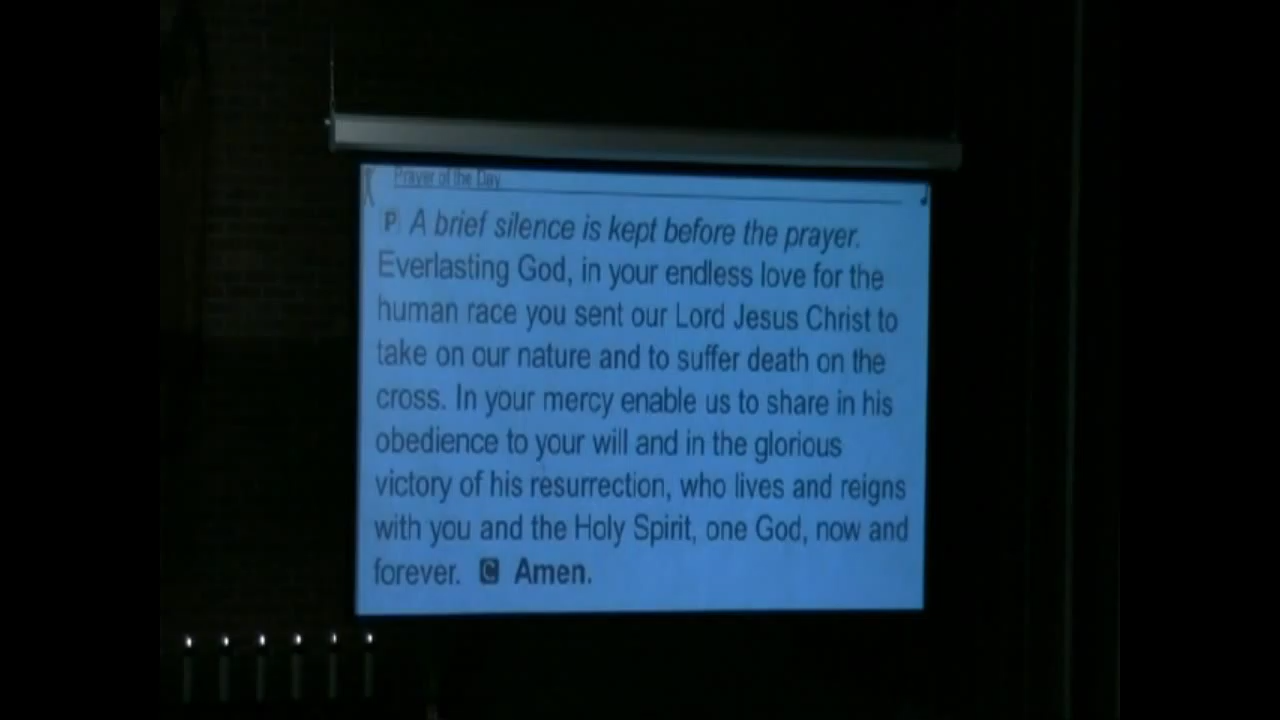 Prayer of the Day
P A brief silence is kept before the prayer.
Everlasting God, in your endless love for the
human race you sent our Lord Jesus Christ to
take on our nature and to suffer death on the
cross. In your mercy enable us to share in his
obedience to your will and in the glorious
victory of his resurrection, who lives and reigns
with you and the Holy Spirit, one God, now and
forever. C Amen.